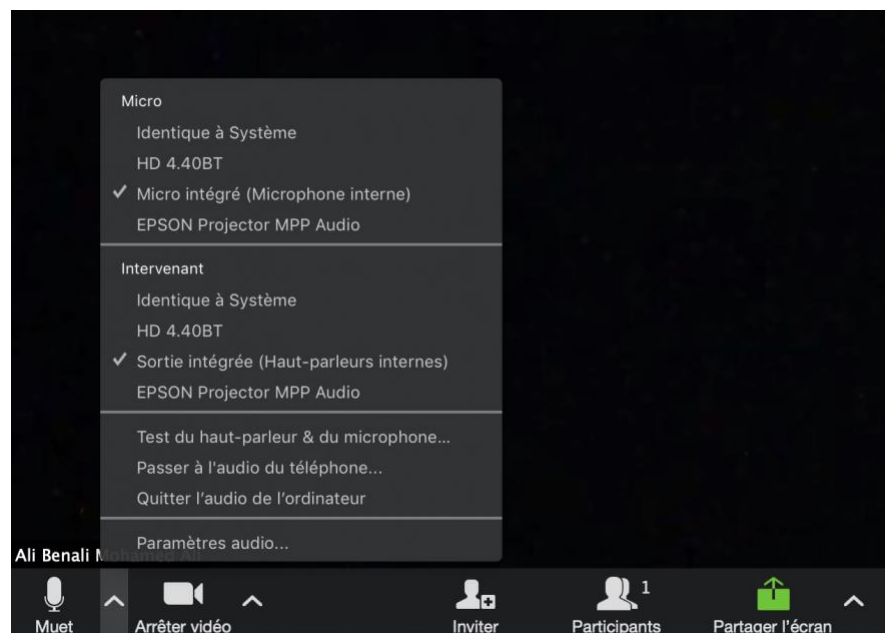 Micro
Identique à Système
HD 4.40BT
Micro intégré (Microphone interne)
EPSON Projector MPP Audio
Intervenant
Identique à Système
HD 4.40BT
Sortie intégrée (Haut-parleurs internes)
EPSON Projector MPP Audio
Test du haut-parleur & du microphone...
Passer à l'audio du téléphone...
Quitter l’audio de l’ordinateur
Paramètres audio...
Ali Benali Mohamed Ali
Muet
Arrêter vidéo
Inviter
Participants 1
Partager l’écran